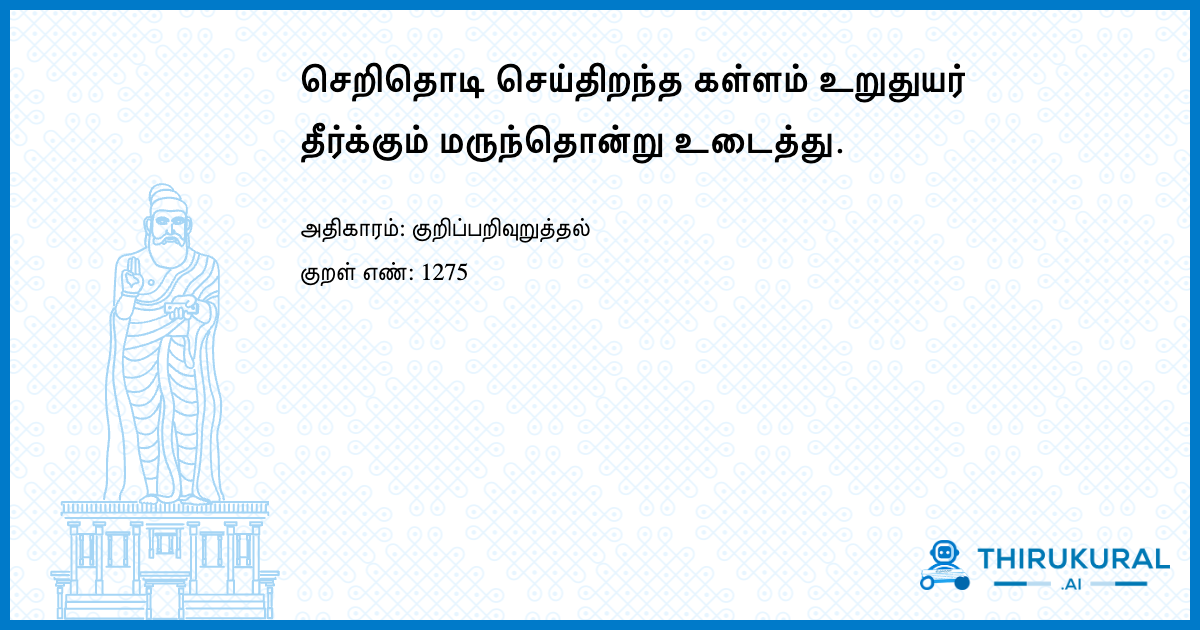 செறிதொடி செய்திறந்த கள்ளம் உறுதுயர்
தீர்க்கும் மருந்தொன்று உடைத்து.
அதிகாரம்: குறிப்பறிவுறுத்தல்
குறள் எண்: 1275
THIRUKURAL
.AI